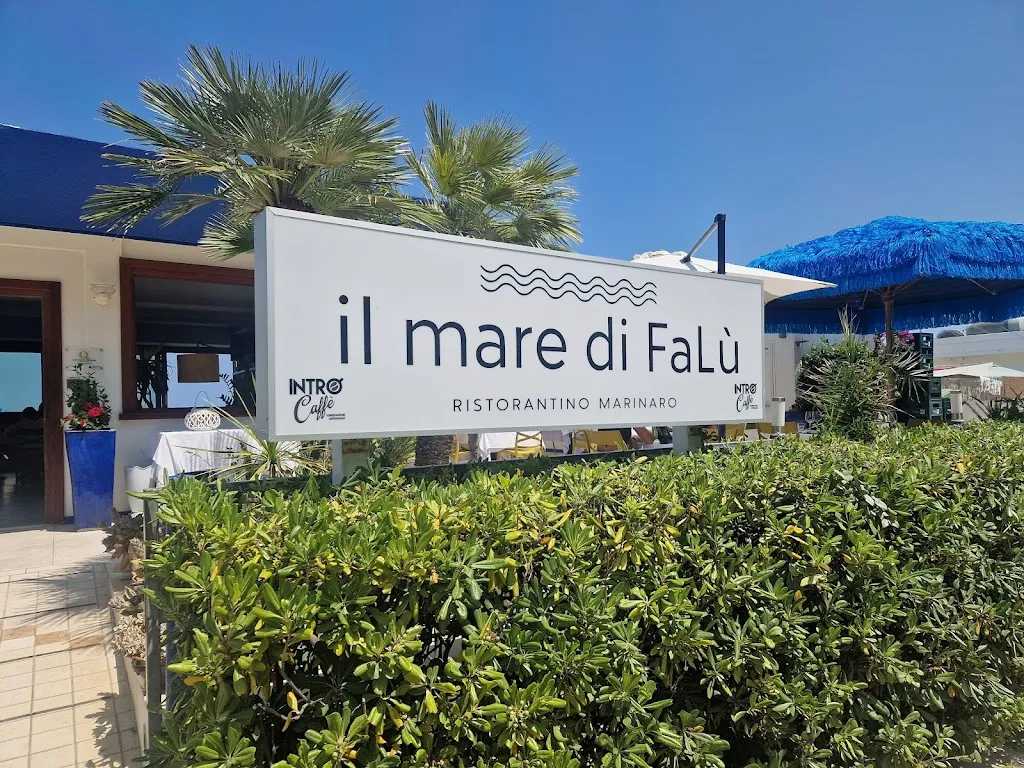 il mare di FaLù
RISTORANTINO MARINARO
INTRO
Caffè
INTRO
Caffè